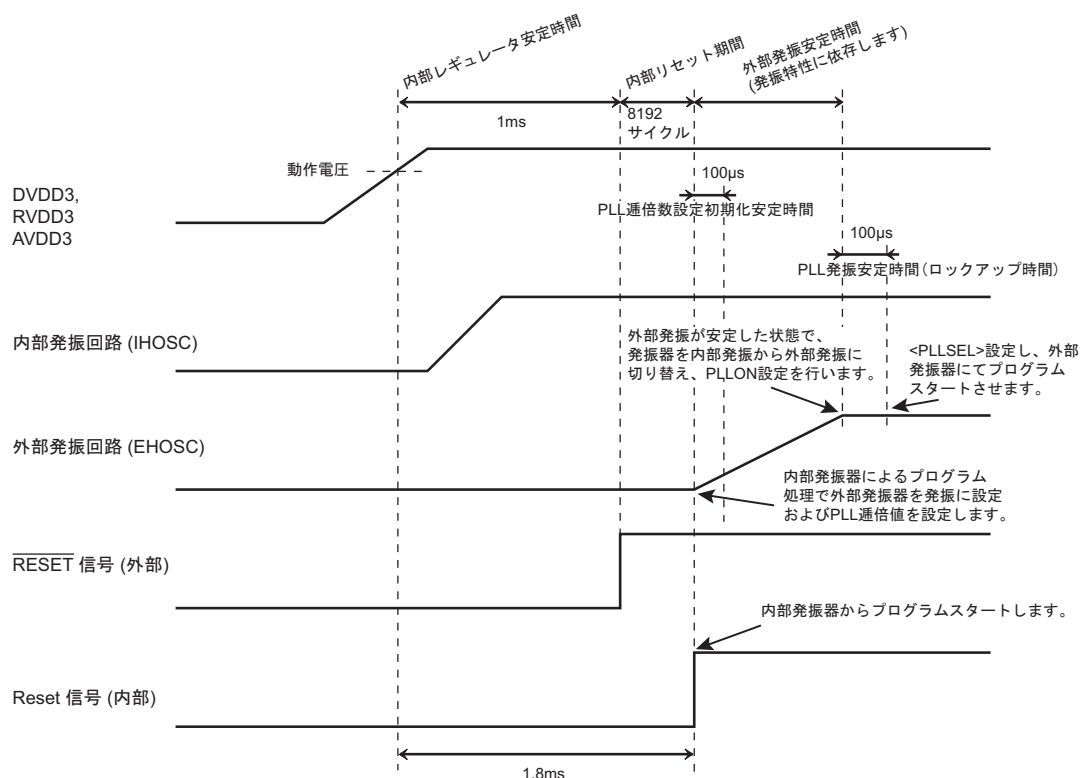 内部レギュレータ安定時間
内部リセット期間
外部発振安定時間
(発振特性に依存します)
1ms
8192
サイクル
動作電圧
DVDD3,
RVDD3
AVDD3
100μs
PLL逓倍数設定初期化安定時間
100μs
PLL発振安定時間(ロックアップ時間)
内部発振回路 (IHOSC)
外部発振が安定した状態で、
発振器を内部発振から外部発振に
切り替え、PLLON設定を行います。
<PLLSEL>設定し、外部
発振器にてプログラム
スタートさせます。
外部発振回路 (EHOSC)
内部発振器によるプログラム
処理で外部発振器を発振に設定
およびPLL逓倍値を設定します。
RESET 信号 (外部)
内部発振器からプログラムスタートします。
Reset 信号 (内部)
1.8ms